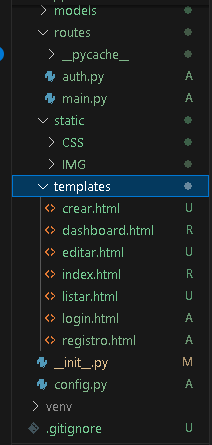 models
routes
__pycache__
auth.py A
main.py A
static
CSS
IMG
templates
crear.html U
dashboard.html R
editar.html U
index.html R
listar.html U
login.html A
registro.html A
__init__.py M
config.py A
venv
.gitignore U